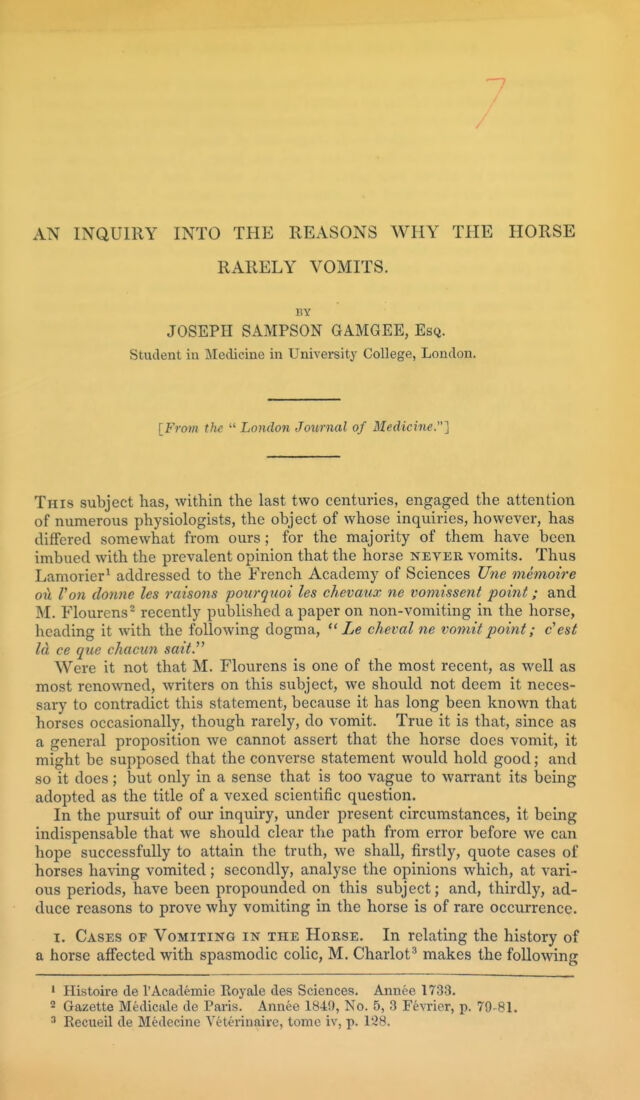 7
AN INQUIRY INTO THE REASONS WHY THE HORSE
RARELY VOMITS.
BY
JOSEPH SAMPSON GAMGEE, Esq.
Student in Medicine in University College, London.
[From the “ London Journal of Medicine.”]
This subject has, within the last two centuries, engaged the attention
of numerous physiologists, the object of whose inquiries, however, has
differed somewhat from ours ; for the majority of them have been
imbued with the prevalent opinion that the horse NEVER vomits. Thus
Lamorier¹ addressed to the French Academy of Sciences Une mémoire
où l'on donne les raisons pourquoi les chevaux ne vomissent point ; and
M. Flourens² recently published a paper on non-vomiting in the horse,
heading it with the following dogma, “ Le cheval ne vomit point ; c'est
là ce que chacun sait.”
Were it not that M. Flourens is one of the most recent, as well as
most renowned, writers on this subject, we should not deem it neces-
sary to contradict this statement, because it has long been known that
horses occasionally, though rarely, do vomit. True it is that, since as
a general proposition we cannot assert that the horse does vomit, it
might be supposed that the converse statement would hold good ; and
so it does ; but only in a sense that is too vague to warrant its being
adopted as the title of a vexed scientific question.
In the pursuit of our inquiry, under present circumstances, it being
indispensable that we should clear the path from error before we can
hope successfully to attain the truth, we shall, firstly, quote cases of
horses having vomited ; secondly, analyse the opinions which, at vari-
ous periods, have been propounded on this subject ; and, thirdly, ad-
duce reasons to prove why vomiting in the horse is of rare occurrence.
I. Cases of Vomiting in the Horse. In relating the history of
a horse affected with spasmodic colic, M. Charlot³ makes the following
¹ Histoire de l'Académie Royale des Sciences. Année 1733.
² Gazette Médicale de Paris. Année 1849, No. 5, 3 Février, p. 79-81.
³ Recueil de Médecine Vétérinaire, tome iv, p. 128.